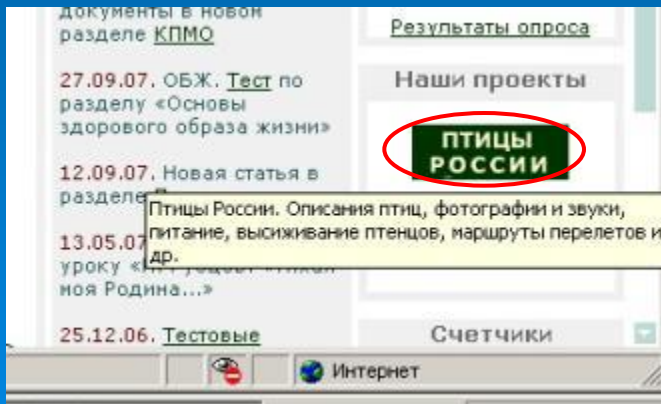 документы в новом
разделе КПМО
27.09.07. ОБЖ. Тест по
разделу «Основы
здорового образа жизни»
12.09.07. Новая статья в
разделе
13.05.07
уроку
моя Родина...»
25.12.06. Тестовые
Результаты опроса
Наши проекты
ПТИЦЫ
РОССИИ
Птицы России. Описания птиц, фотографии и звуки,
питание, высиживание птенцов, маршруты перелетов и
др.
Счетчики
Интернет